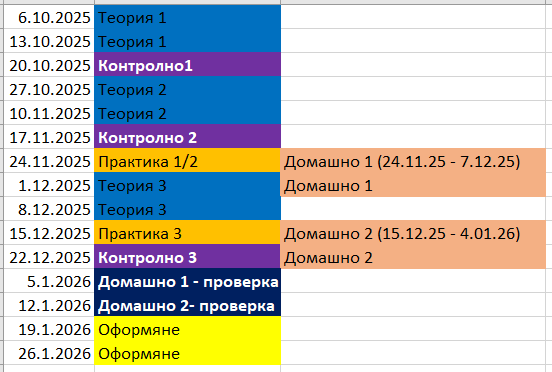 6.10.2025 Теория 1
13.10.2025 Теория 1
20.10.2025 Контролно1
27.10.2025 Теория 2
10.11.2025 Теория 2
17.11.2025 Контролно 2
24.11.2025 Практика 1/2 Домашно 1 (24.11.25 - 7.12.25)
1.12.2025 Теория 3 Домашно 1
8.12.2025 Теория 3
15.12.2025 Практика 3 Домашно 2 (15.12.25 - 4.01.26)
22.12.2025 Контролно 3 Домашно 2
5.1.2026 Домашно 1 - проверка
12.1.2026 Домашно 2- проверка
19.1.2026 Оформяне
26.1.2026 Оформяне